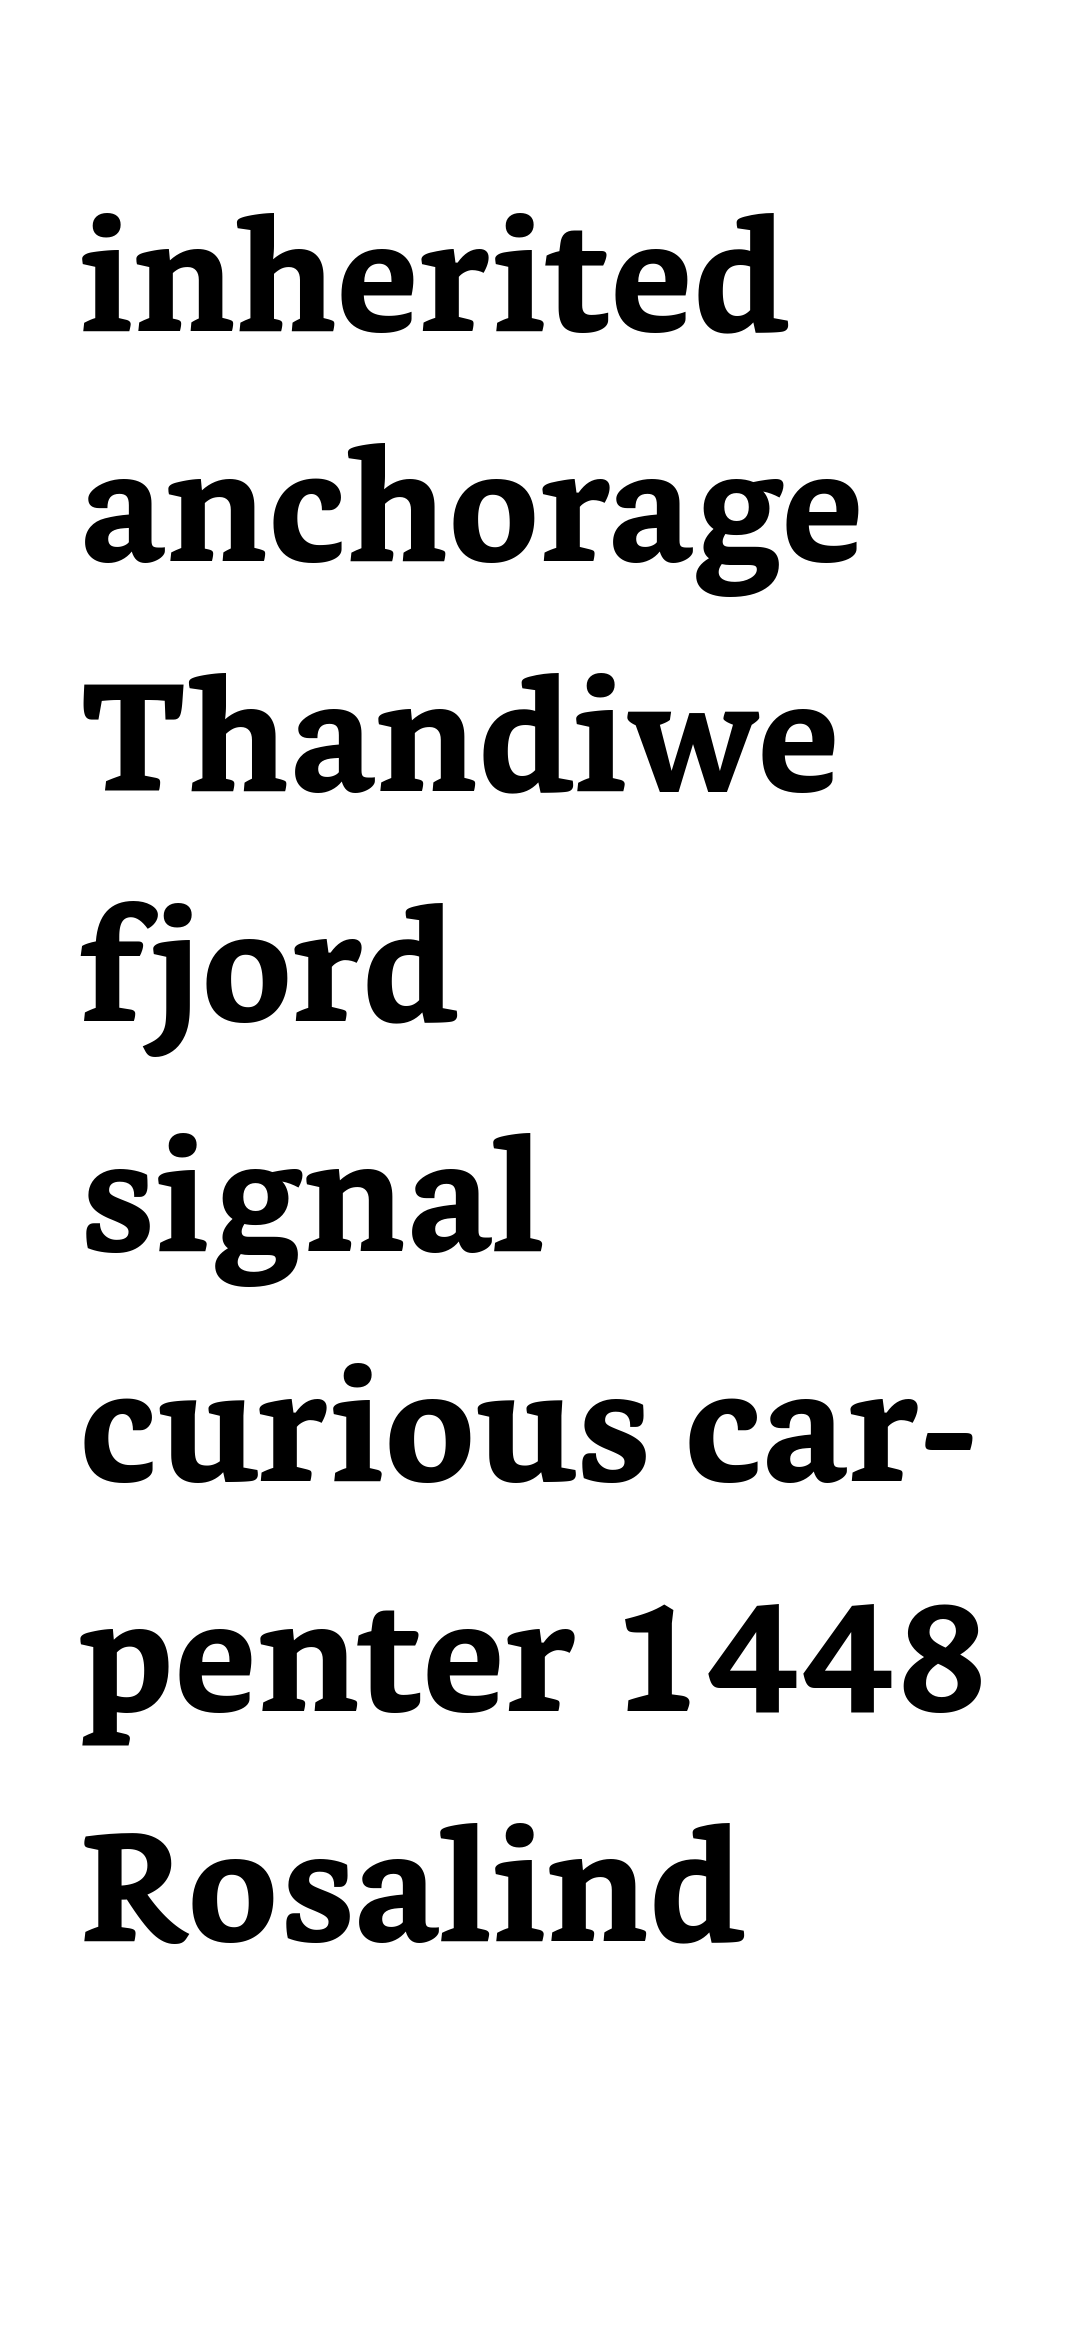 inherited
anchorage
Thandiwe
fjord
signal
curious car-
penter 1448
Rosalind